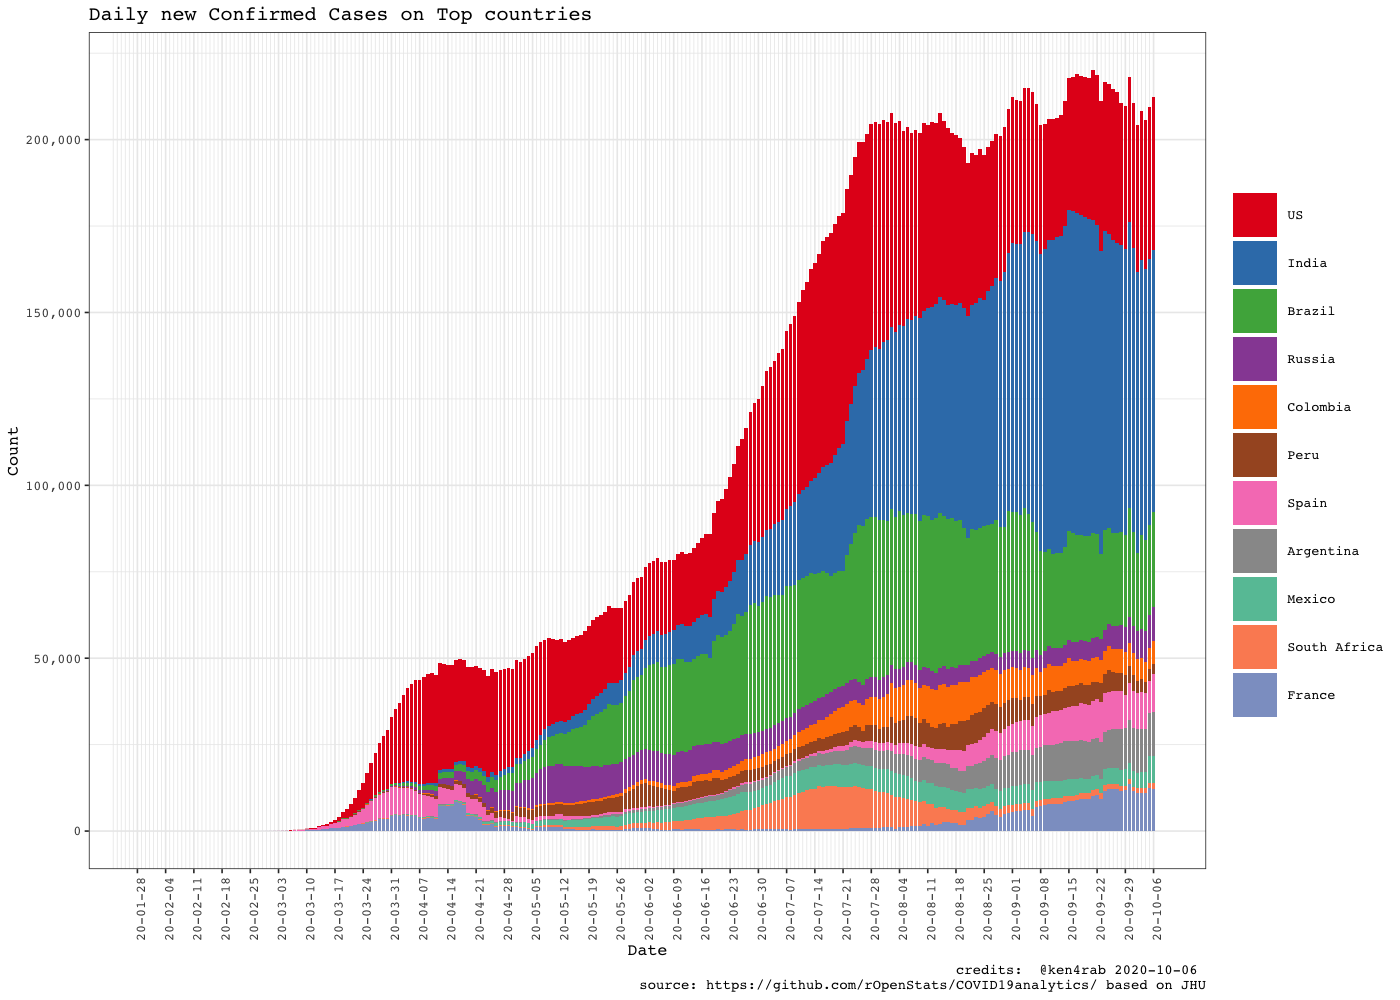 Daily new Confirmed Cases on Top countries
Count
200,000
150,000
100,000
50,000
0
20-01-28
20-02-04
20-02-11
20-02-18
20-02-25
20-03-03
20-03-10
20-03-17
20-03-24
20-03-31
20-04-07
20-04-14
20-04-21
20-04-28
20-05-05
20-05-12
20-05-19
20-05-26
20-06-02
20-06-09
20-06-16
20-06-23
20-06-30
20-07-07
20-07-14
20-07-21
20-07-28
20-08-04
20-08-11
20-08-18
20-08-25
20-09-01
20-09-08
20-09-15
20-09-22
20-09-29
20-10-06
Date
US
India
Brazil
Russia
Colombia
Peru
Spain
Argentina
Mexico
South Africa
France
credits:  @ken4rab 2020-10-06
source: https://github.com/rOpenStats/COVID19analytics/ based on JHU